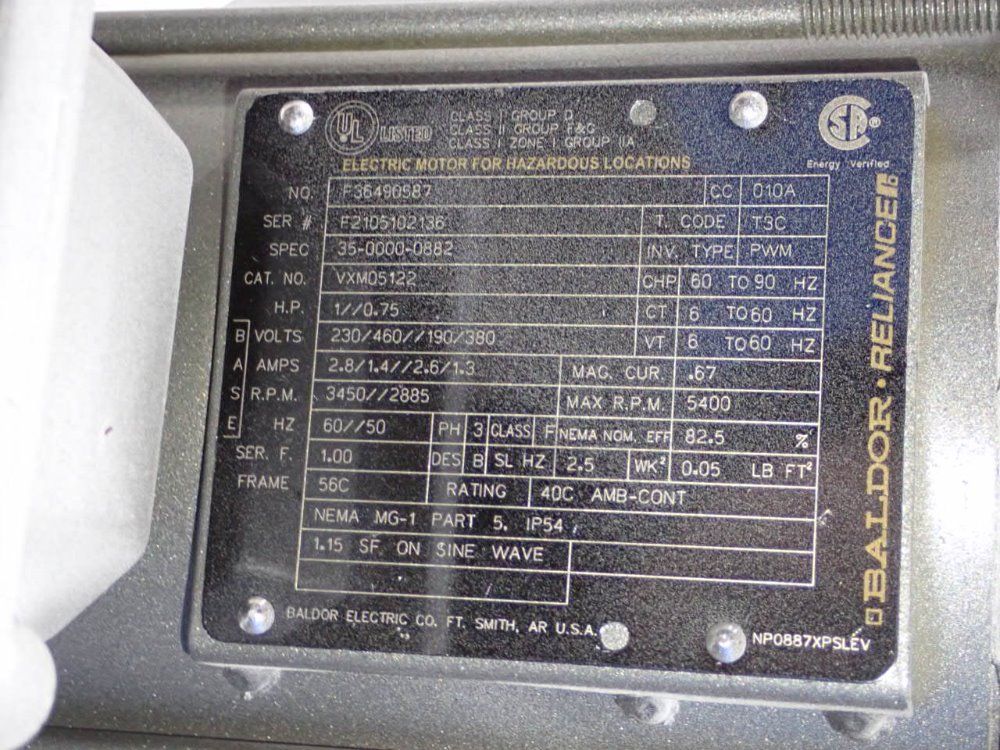 UL LISTED
CLASS I GROUP D
CLASS II GROUP F&G
CLASS I ZONE I GROUP IIA
ELECTRIC MOTOR FOR HAZARDOUS LOCATIONS
SA®
Energy Verified
NO. F36490587 CC 010A
SER # F2105102136 T. CODE T3C
SPEC 35-0000-0882 INV. TYPE PWM
CAT. NO. VXM05122 CHP 60 TO 90 HZ
H.P. 1//0.75 CT 6 TO 60 HZ
VOLTS 230/460//190/380 VT 6 TO 60 HZ
AMPS 2.8/1.4//2.6/1.3 MAG. CUR .67
R.P.M. 3450//2885 MAX R.P.M. 5400
HZ 60//50 PH 3 CLASS F NEMA NOM. EFF 82.5 %
BASE
SER. F. 1.00 DES B SL HZ 2.5 WK² 0.05 LB FT²
FRAME 56C RATING 40C AMB-CONT
NEMA MG-1 PART 5, IP54
1.15 SF ON SINE WAVE
BALDOR ELECTRIC CO. FT. SMITH, AR U.S.A.
NP0887XPSLEV
BALDOR • RELIANCER